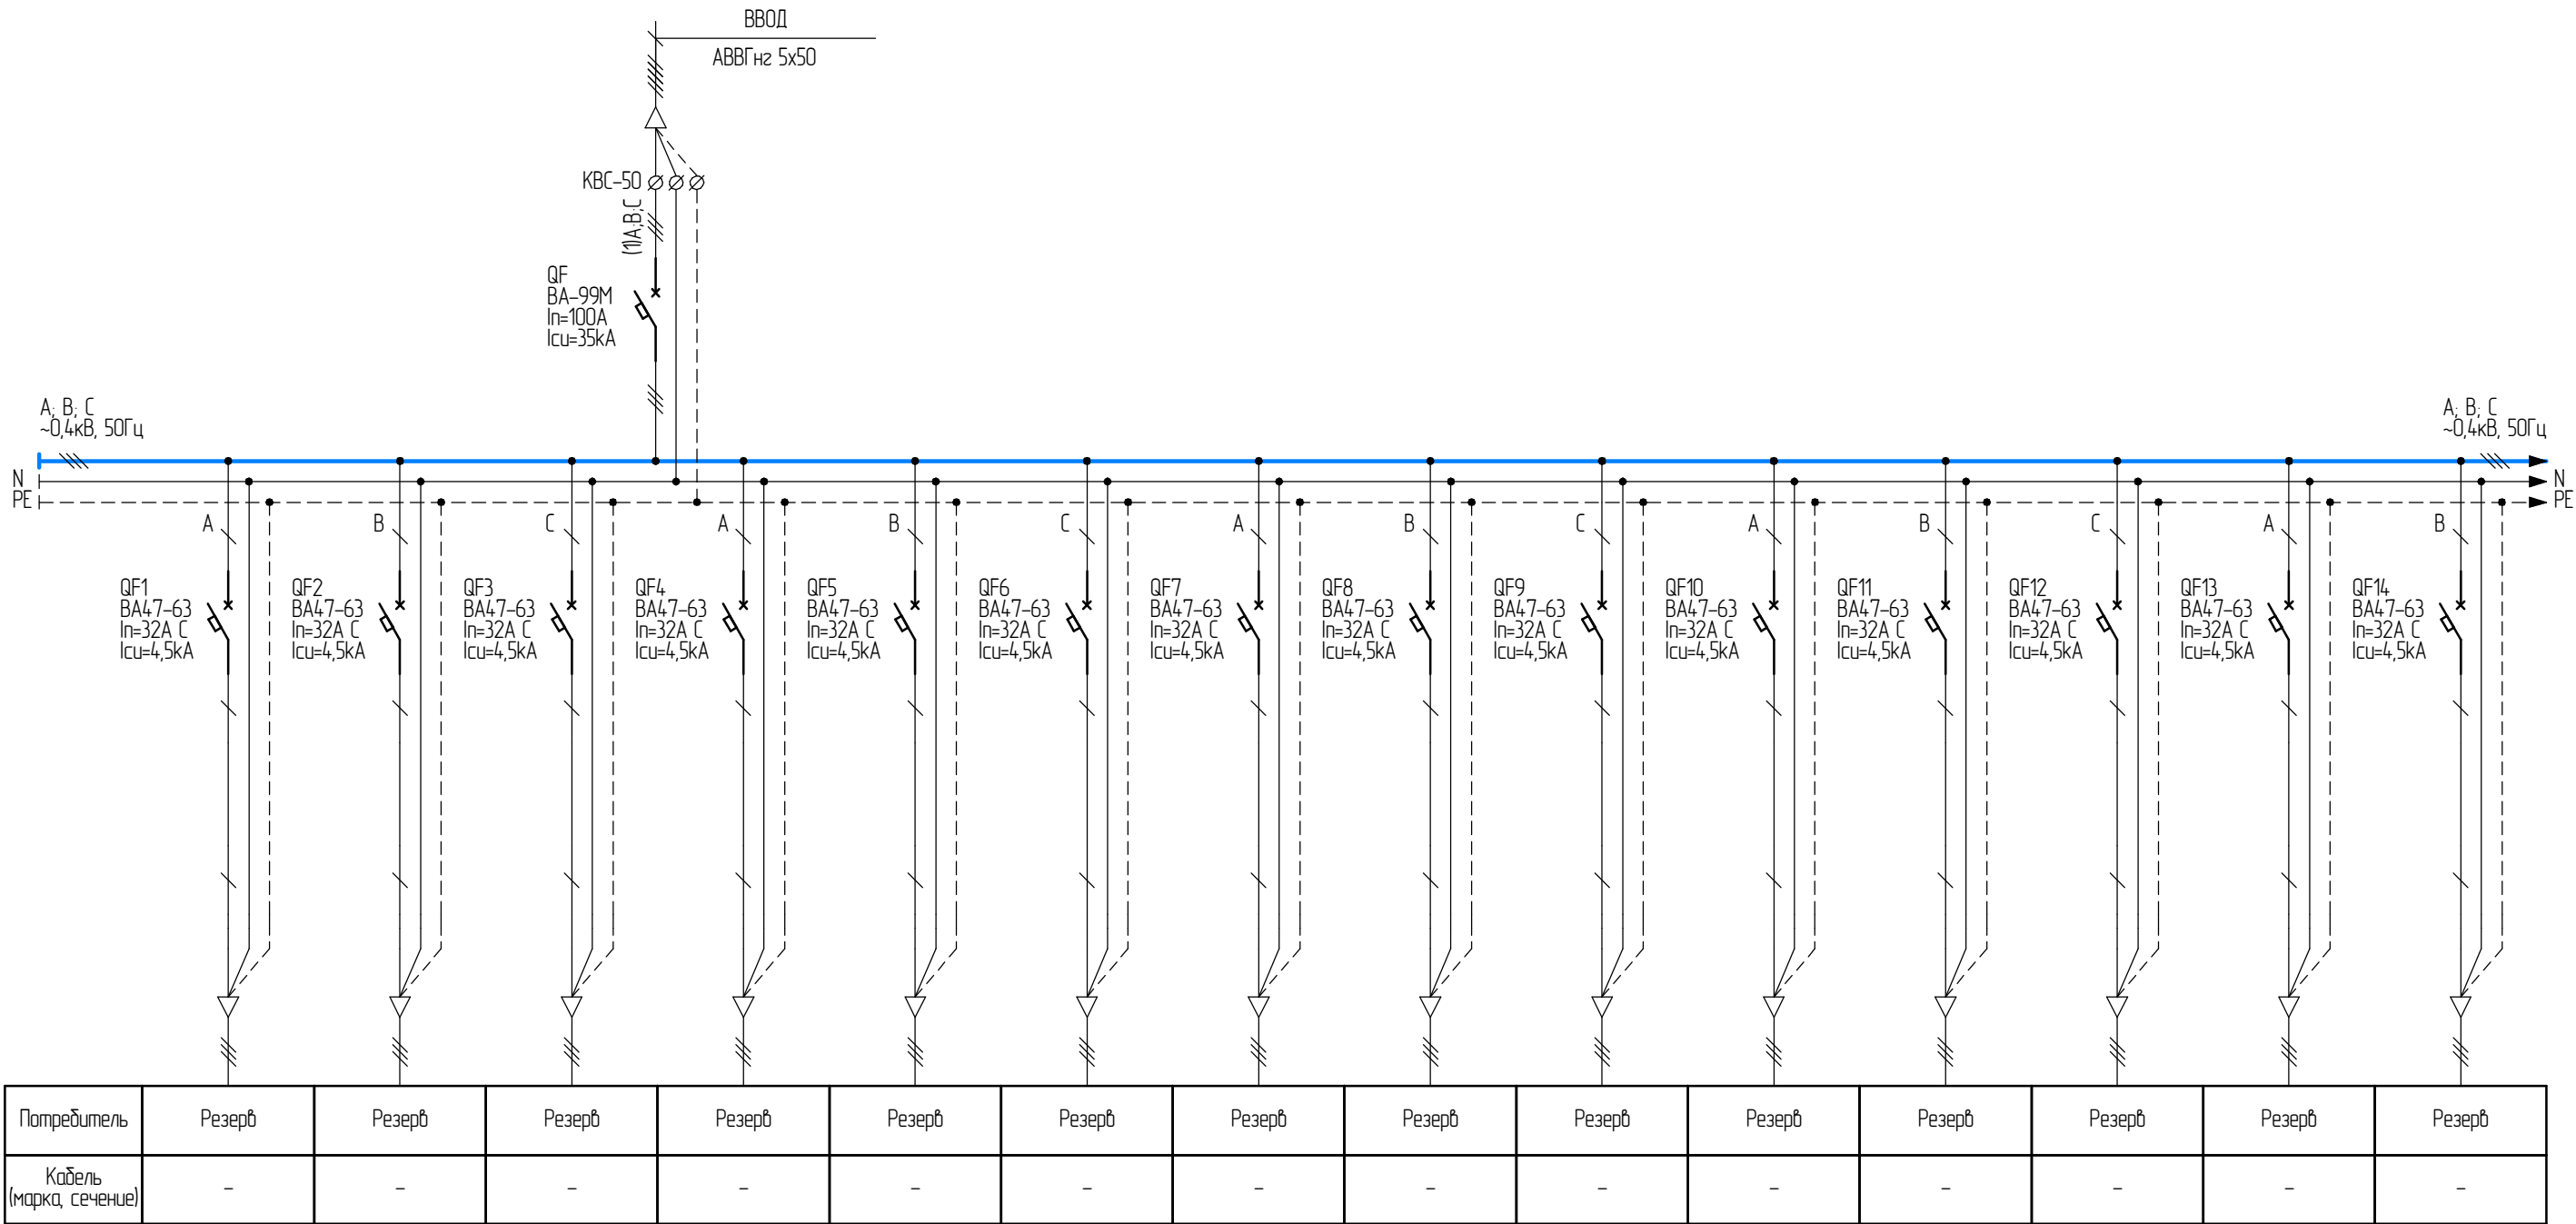 ВВОД
АВВГнг 5х50
КВС-50
(1)A;B;C
QF
ВА-99М
In=100A
Icu=35kA
A; B; C
~0,4кВ, 50Гц
A; B; C
~0,4кВ, 50Гц
N
PE
N
PE
A
B
C
A
B
C
A
B
C
A
B
C
A
B
QF1
ВА47-63
In=32A C
Icu=4,5kA
QF2
ВА47-63
In=32A C
Icu=4,5kA
QF3
ВА47-63
In=32A C
Icu=4,5kA
QF4
ВА47-63
In=32A C
Icu=4,5kA
QF5
ВА47-63
In=32A C
Icu=4,5kA
QF6
ВА47-63
In=32A C
Icu=4,5kA
QF7
ВА47-63
In=32A C
Icu=4,5kA
QF8
ВА47-63
In=32A C
Icu=4,5kA
QF9
ВА47-63
In=32A C
Icu=4,5kA
QF10
ВА47-63
In=32A C
Icu=4,5kA
QF11
ВА47-63
In=32A C
Icu=4,5kA
QF12
ВА47-63
In=32A C
Icu=4,5kA
QF13
ВА47-63
In=32A C
Icu=4,5kA
QF14
ВА47-63
In=32A C
Icu=4,5kA
Потребитель Резерв Резерв Резерв Резерв Резерв Резерв Резерв Резерв Резерв Резерв Резерв Резерв Резерв Резерв
Кабель
(марка, сечение) - - - - - - - - - - - - - -